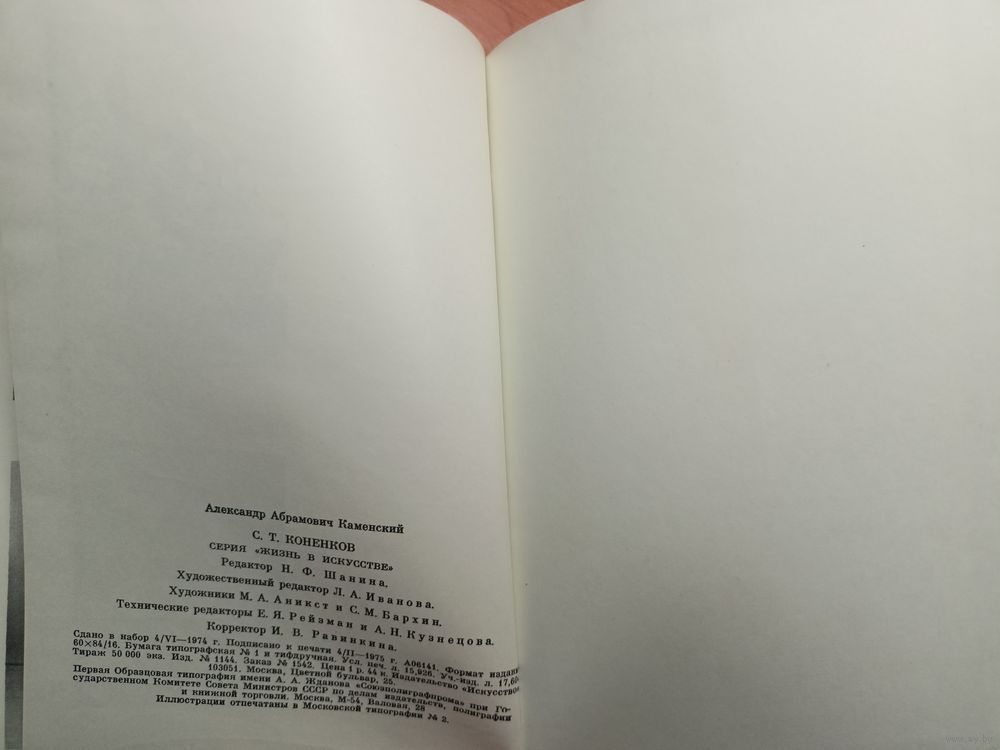 Александр Абрамович Каменский
С. Т. КОНЕНКОВ
СЕРИЯ «ЖИЗНЬ В ИСКУССТВЕ»
Редактор Н. Ф. Шанина.
Художественный редактор Л. А. Иванова.
Художники М. А. Аникст и С. М. Бархин.
Технические редакторы Е. Я. Рейзман и А. Н. Кузнецова.
Корректор И. В. Равинкина.
Сдано в набор 4/VI—1974 г. Подписано к печати 4/II—1975 г. А06141. Формат издания
60×84/16. Бумага типографская № 1 и тифдручная. Усл. печ. л. 15,926. Уч.-изд. л. 17,60
Тираж 50 000 экз. Изд. № 1144. Заказ № 1542. Цена 1 р. 44 к. Издательство «Искусство»
103051. Москва, Цветной бульвар, 25.
Первая Образцовая типография имени А. А. Жданова «Союзполиграфпрома» при Го-
сударственном Комитете Совета Министров СССР по делам издательств, полиграфии
и книжной торговли. Москва, М-54, Валовая, 28
Иллюстрации отпечатаны в Московской типографии № 2.